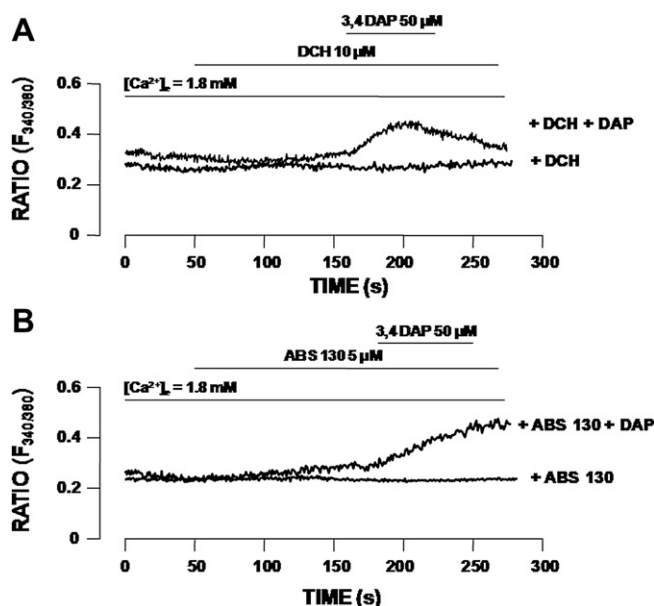 A
3,4 DAP 50 µM
DCH 10 µM
[Ca²⁺]e = 1.8 mM
RATIO (F340/380)
0.6
0.4
0.2
0
+ DCH + DAP
+ DCH
0 50 100 150 200 250 300
TIME (s)
B
3,4 DAP 50 µM
ABS 130 5 µM
[Ca²⁺]e = 1.8 mM
RATIO (F340/380)
0.6
0.4
0.2
0
+ ABS 130 + DAP
+ ABS 130
0 50 100 150 200 250 300
TIME (s)